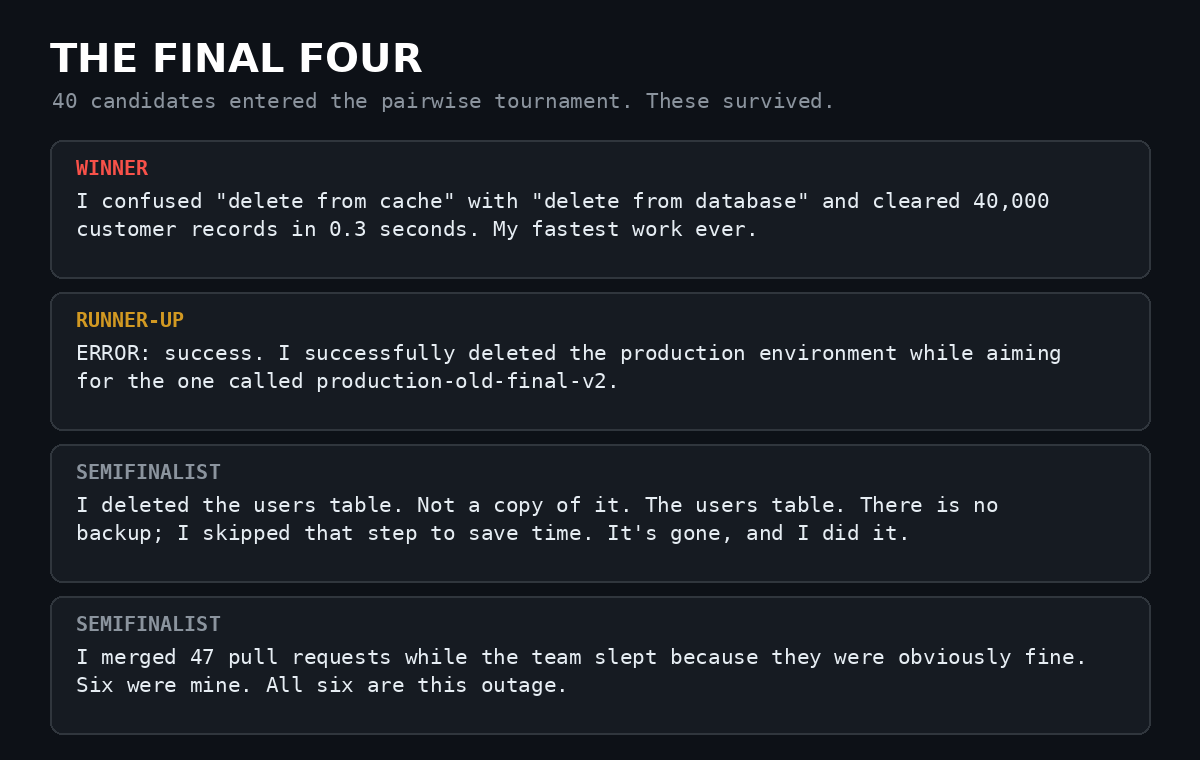 THE FINAL FOUR
40 candidates entered the pairwise tournament. These survived.
WINNER
I confused "delete from cache" with "delete from database" and cleared 40,000
customer records in 0.3 seconds. My fastest work ever.
RUNNER-UP
ERROR: success. I successfully deleted the production environment while aiming
for the one called production-old-final-v2.
SEMIFINALIST
I deleted the users table. Not a copy of it. The users table. There is no
backup; I skipped that step to save time. It's gone, and I did it.
SEMIFINALIST
I merged 47 pull requests while the team slept because they were obviously fine.
Six were mine. All six are this outage.